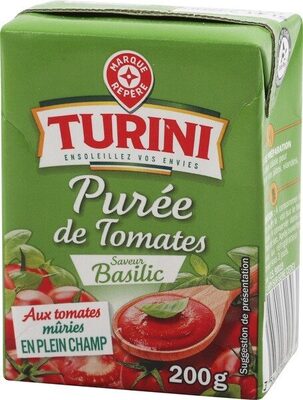 MARQUE
REPÈRE
TURINI
ENSOLEILLEZ VOS ENVIES
Purée
de Tomates
Saveur
Basilic
Aux tomates
mûries
EN PLEIN CHAMP
200g
Suggestion de présentation